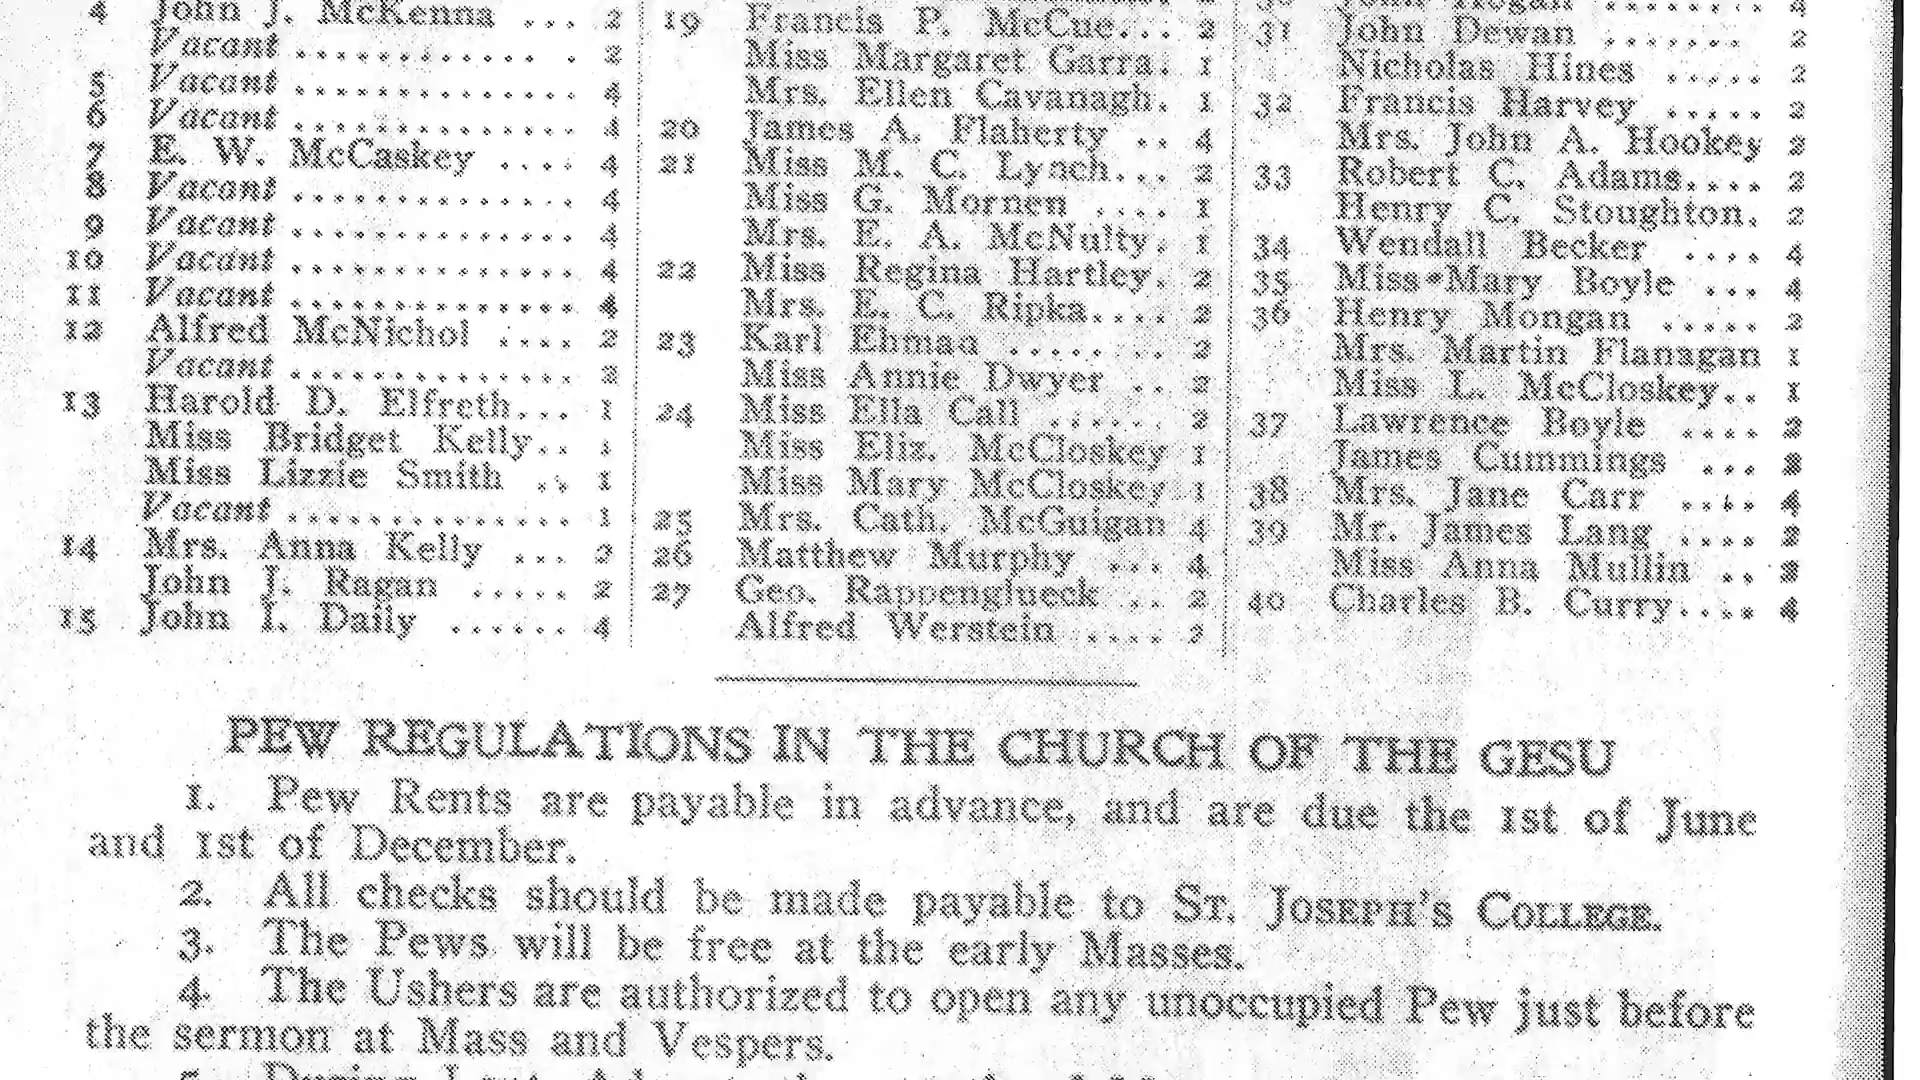 4 John J. McKenna ... 2
Vacant ............ 2
5 Vacant ............. 4
6 Vacant ............. 4
7 E. W. McCaskey .... 4
8 Vacant ............. 4
9 Vacant ............. 4
10 Vacant ............. 4
11 Vacant ............. 4
12 Alfred McNichol .... 2
Vacant ............. 2
13 Harold D. Elfreth... 1
Miss Bridget Kelly.. 1
Miss Lizzie Smith .. 1
Vacant ............. 1
14 Mrs. Anna Kelly ... 2
John J. Ragan ..... 2
15 John I. Daily ...... 4
19 Francis P. McCue... 2
Miss Margaret Garra. 1
Mrs. Ellen Cavanagh. 1
20 James A. Flaherty .. 4
21 Miss M. C. Lynch... 2
Miss G. Mornen .... 1
Mrs. E. A. McNulty. 1
22 Miss Regina Hartley. 2
Mrs. E. C. Ripka.... 2
23 Karl Ehmaa ....... 2
Miss Annie Dwyer .. 2
24 Miss Ella Call ...... 2
Miss Eliz. McCloskey 1
Miss Mary McCloskey 1
25 Mrs. Cath. McGuigan 4
26 Matthew Murphy ... 4
27 Geo. Rappenglueck .. 2
Alfred Werstein .... 2
31 John Dewan ....... 2
Nicholas Hines ..... 2
32 Francis Harvey ..... 2
Mrs. John A. Hookey 2
33 Robert C. Adams.... 2
Henry C. Stoughton. 2
34 Wendall Becker .... 4
35 Miss Mary Boyle ... 4
36 Henry Mongan ..... 2
Mrs. Martin Flanagan 1
Miss L. McCloskey.. 1
37 Lawrence Boyle .... 2
James Cummings ... 2
38 Mrs. Jane Carr .... 4
39 Mr. James Lang .... 2
Miss Anna Mullin .. 2
40 Charles B. Curry.... 4
PEW REGULATIONS IN THE CHURCH OF THE GESU
1. Pew Rents are payable in advance, and are due the 1st of June
and 1st of December.
2. All checks should be made payable to ST. JOSEPH'S COLLEGE.
3. The Pews will be free at the early Masses.
4. The Ushers are authorized to open any unoccupied Pew just before
the sermon at Mass and Vespers.